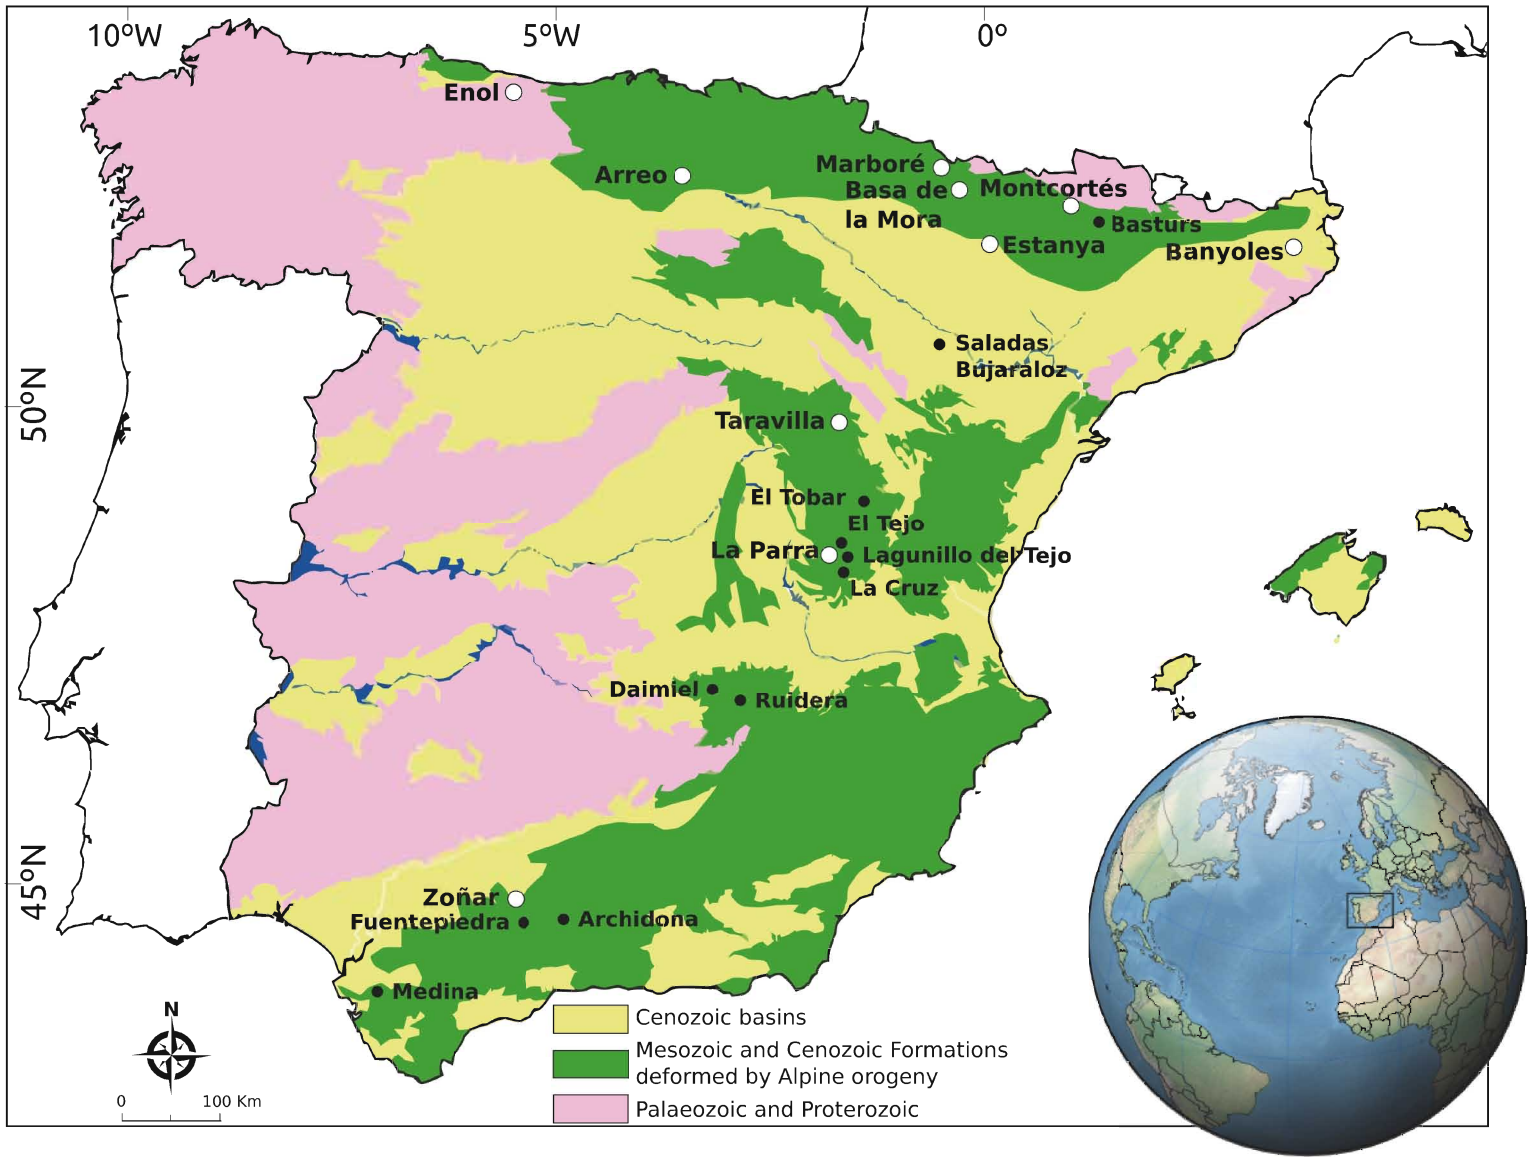 10ºW
5ºW
0º
Enol
Arreo
Marboré
Basa de
la Mora
Montcortés
Basturs
Estanya
Banyoles
Saladas
Bujaraloz
50ºN
Taravilla
El Tobar
El Tejo
La Parra
Lagunillo del Tejo
La Cruz
Daimiel
Ruidera
45ºN
Zoñar
Fuentepiedra
Archidona
Medina
N
0
100 Km
Cenozoic basins
Mesozoic and Cenozoic Formations
deformed by Alpine orogeny
Palaeozoic and Proterozoic